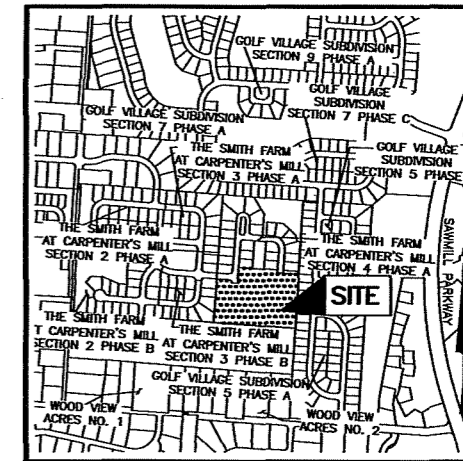 GOLF VILLAGE SUBDIVISION
SECTION 9 PHASE A
GOLF VILLAGE
SUBDIVISION
SECTION 7 PHASE C
GOLF VILLAGE SUBDIVISION
SECTION 7 PHASE A
THE SMITH FARM
AT CARPENTER'S MILL
SECTION 3 PHASE A
GOLF VILLAGE
SUBDIVISION
SECTION 5 PHASE
THE SMITH FARM
AT CARPENTER'S MILL
SECTION 2 PHASE A
THE SMITH FARM
AT CARPENTER'S MILL
SECTION 4 PHASE A
SAWMILL PARKWAY
SITE
THE SMITH FARM
T CARPENTER'S MILL
SECTION 2 PHASE B
THE SMITH FARM
AT CARPENTER'S MILL
SECTION 3 PHASE B
GOLF VILLAGE SUBDIVISION
SECTION 5 PHASE A
WOOD VIEW
ACRES NO. 1
WOOD VIEW
ACRES NO. 2